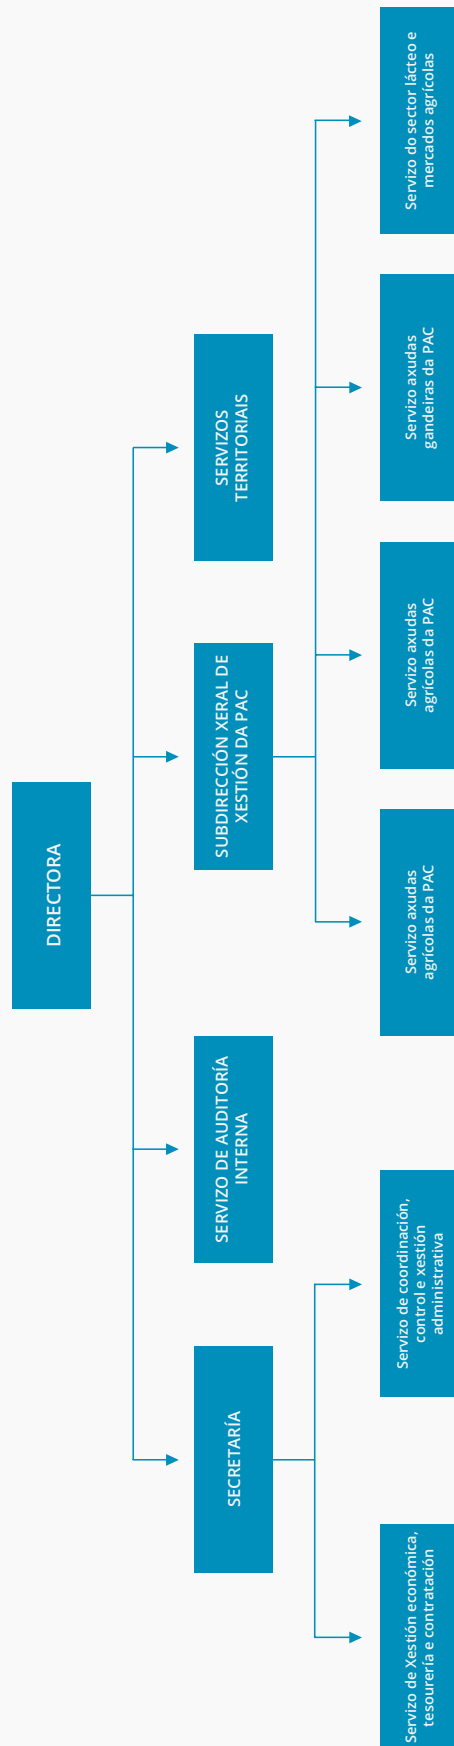 DIRECTORA
SECRETARÍA
SERVIZO DE AUDITORÍA
INTERNA
SUBDIRECCIÓN XERAL DE
XESTIÓN DA PAC
SERVIZOS
TERRITORIAIS
Servizo de Xestión económica,
tesourería e contratación
Servizo de coordinación,
control e xestión
administrativa
Servizo axudas
agrícolas da PAC
Servizo axudas
agrícolas da PAC
Servizo axudas
gandeiras da PAC
Servizo do sector lácteo e
mercados agrícolas